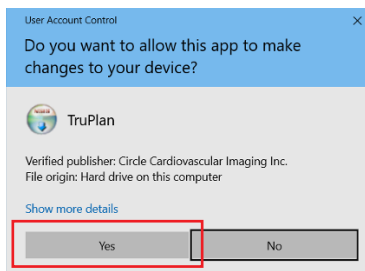 User Account Control
Do you want to allow this app to make
changes to your device?
TruPlan
Verified publisher: Circle Cardiovascular Imaging Inc.
File origin: Hard drive on this computer
Show more details
Yes
No